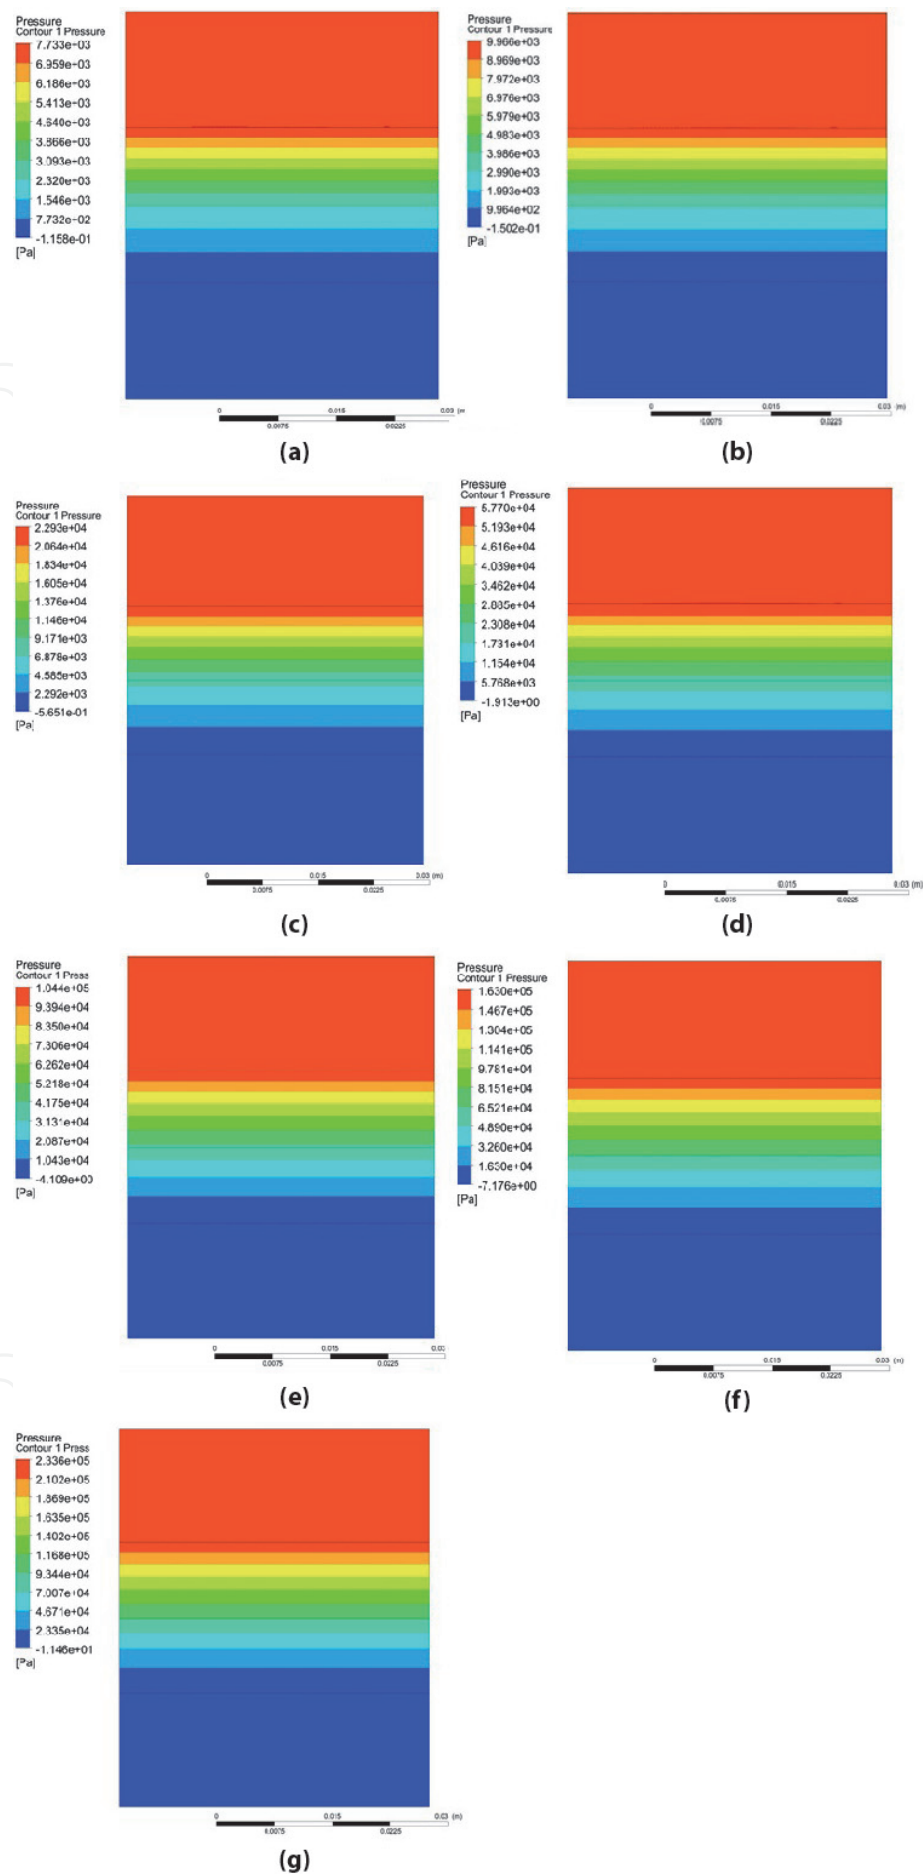 Pressure
Contour 1 Pressure
7.733e+03
6.959e+03
6.186e+03
5.413e+03
4.640e+03
3.866e+03
3.093e+03
2.320e+03
1.546e+03
7.732e+02
-1.158e-01
[Pa]
0 0.015 0.03 (m
0.0075 0.0225
(a)
Pressure
Contour 1 Pressure
9.966e+03
8.969e+03
7.972e+03
6.976e+03
5.979e+03
4.983e+03
3.986e+03
2.990e+03
1.993e+03
9.964e+02
-1.502e-01
[Pa]
0 0.015 0.03 (m)
0.0075 0.0225
(b)
Pressure
Contour 1 Pressure
2.293e+04
2.064e+04
1.834e+04
1.605e+04
1.376e+04
1.146e+04
9.171e+03
6.878e+03
4.585e+03
2.292e+03
-5.651e-01
[Pa]
0 0.015 0.03 (m)
0.0075 0.0225
(c)
Pressure
Contour 1 Pressure
5.770e+04
5.193e+04
4.616e+04
4.039e+04
3.462e+04
2.885e+04
2.308e+04
1.731e+04
1.154e+04
5.768e+03
-1.913e+00
[Pa]
0 0.015 0.03 (m)
0.0075 0.0225
(d)
Pressure
Contour 1 Press
1.044e+05
9.394e+04
8.350e+04
7.306e+04
6.262e+04
5.218e+04
4.175e+04
3.131e+04
2.087e+04
1.043e+04
-4.109e+00
[Pa]
0 0.015 0.03
0.0075 0.0225
(e)
Pressure
Contour 1 Pressure
1.630e+05
1.467e+05
1.304e+05
1.141e+05
9.781e+04
8.151e+04
6.521e+04
4.890e+04
3.260e+04
1.630e+04
-7.176e+00
[Pa]
0 0.015 0.03 (m)
0.0075 0.0225
(f)
Pressure
Contour 1 Press
2.336e+05
2.102e+05
1.869e+05
1.635e+05
1.402e+05
1.168e+05
9.344e+04
7.007e+04
4.671e+04
2.335e+04
-1.146e+01
[Pa]
0 0.015 0.03 (m)
0.0075 0.0225
(g)